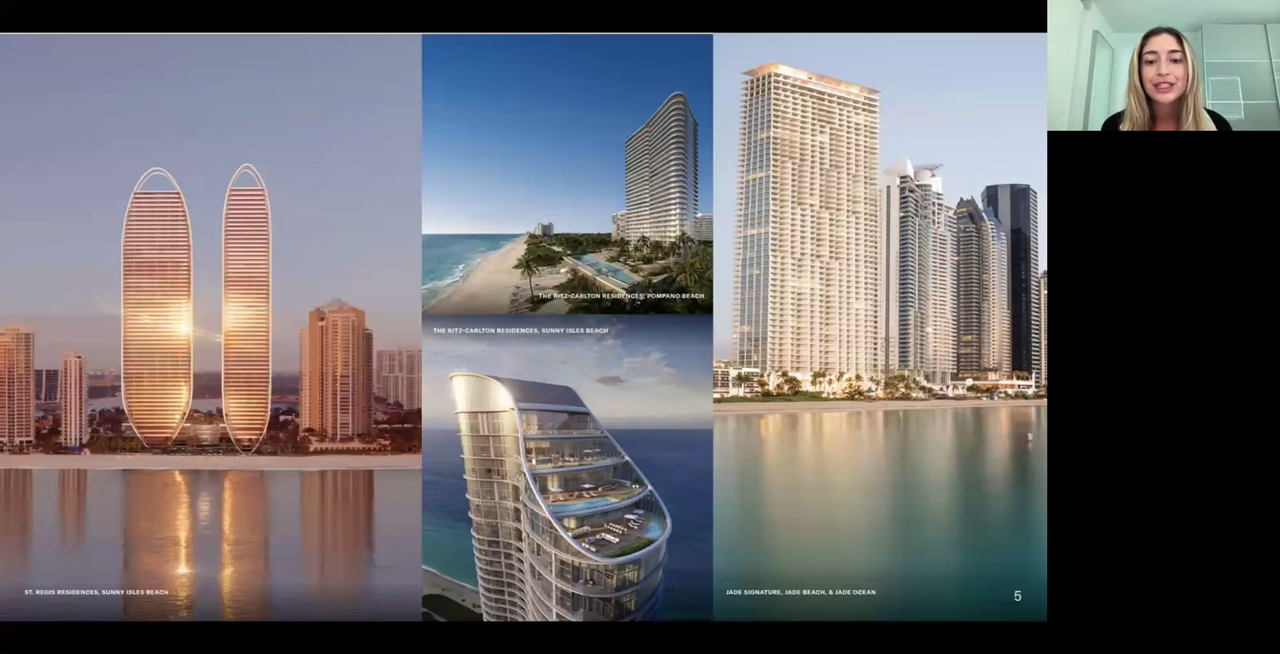 THE RITZ-CARLTON RESIDENCES, POMPANO BEACH
THE RITZ-CARLTON RESIDENCES, SUNNY ISLES BEACH
ST. REGIS RESIDENCES, SUNNY ISLES BEACH
JADE SIGNATURE, JADE BEACH, & JADE OCEAN
5